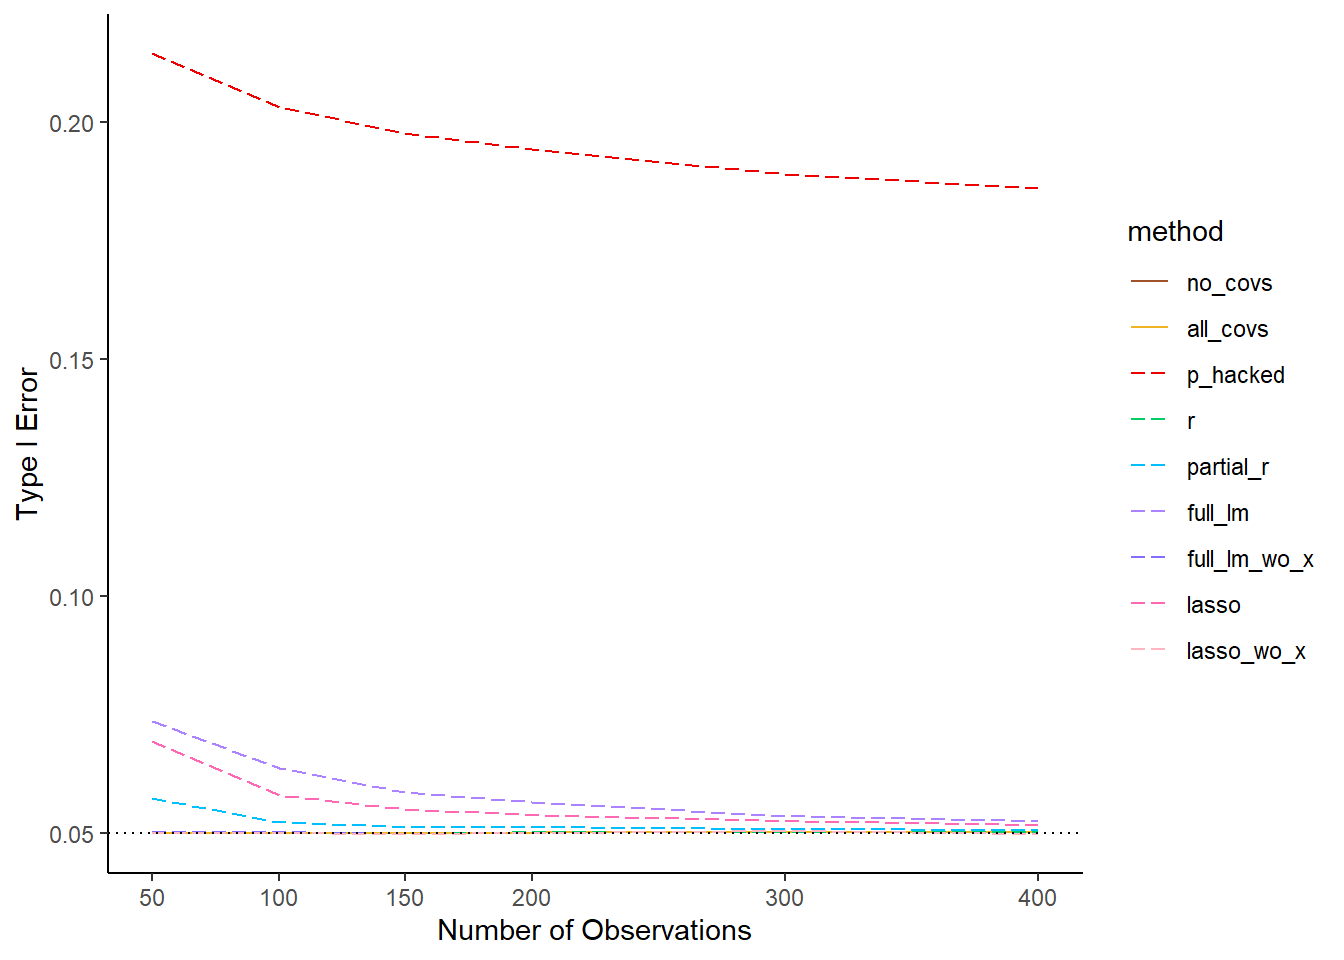 0.20
0.15
0.10
0.05
Type I Error
50 100 150 200 300 400
Number of Observations
method
no_covs
all_covs
p_hacked
r
partial_r
full_lm
full_lm_wo_x
lasso
lasso_wo_x